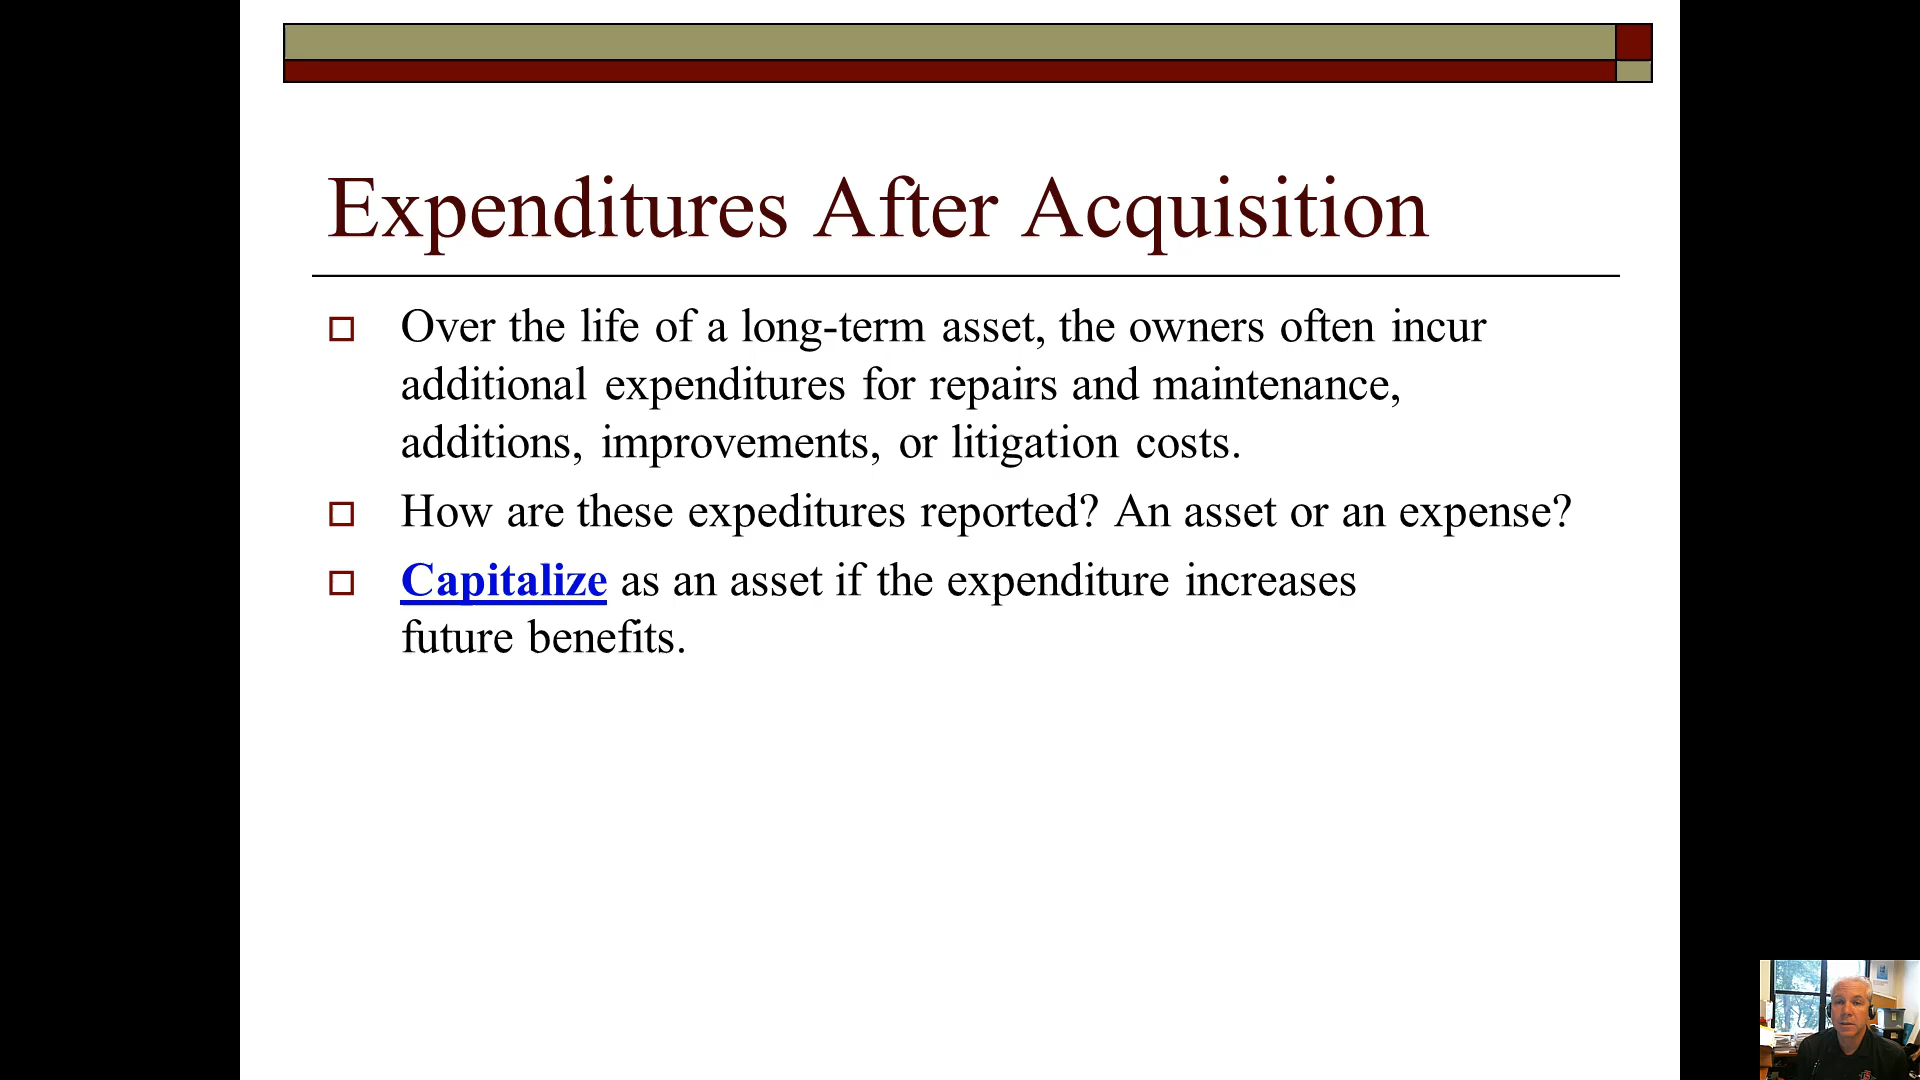 Expenditures After Acquisition
Over the life of a long-term asset, the owners often incur
additional expenditures for repairs and maintenance,
additions, improvements, or litigation costs.
How are these expeditures reported? An asset or an expense?
Capitalize as an asset if the expenditure increases
future benefits.